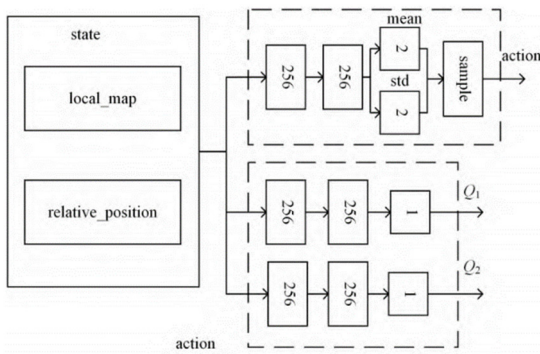 state
local_map
relative_position
256
256
mean
2
std
2
sample
action
256
256
1
Q1
256
256
1
Q2
action